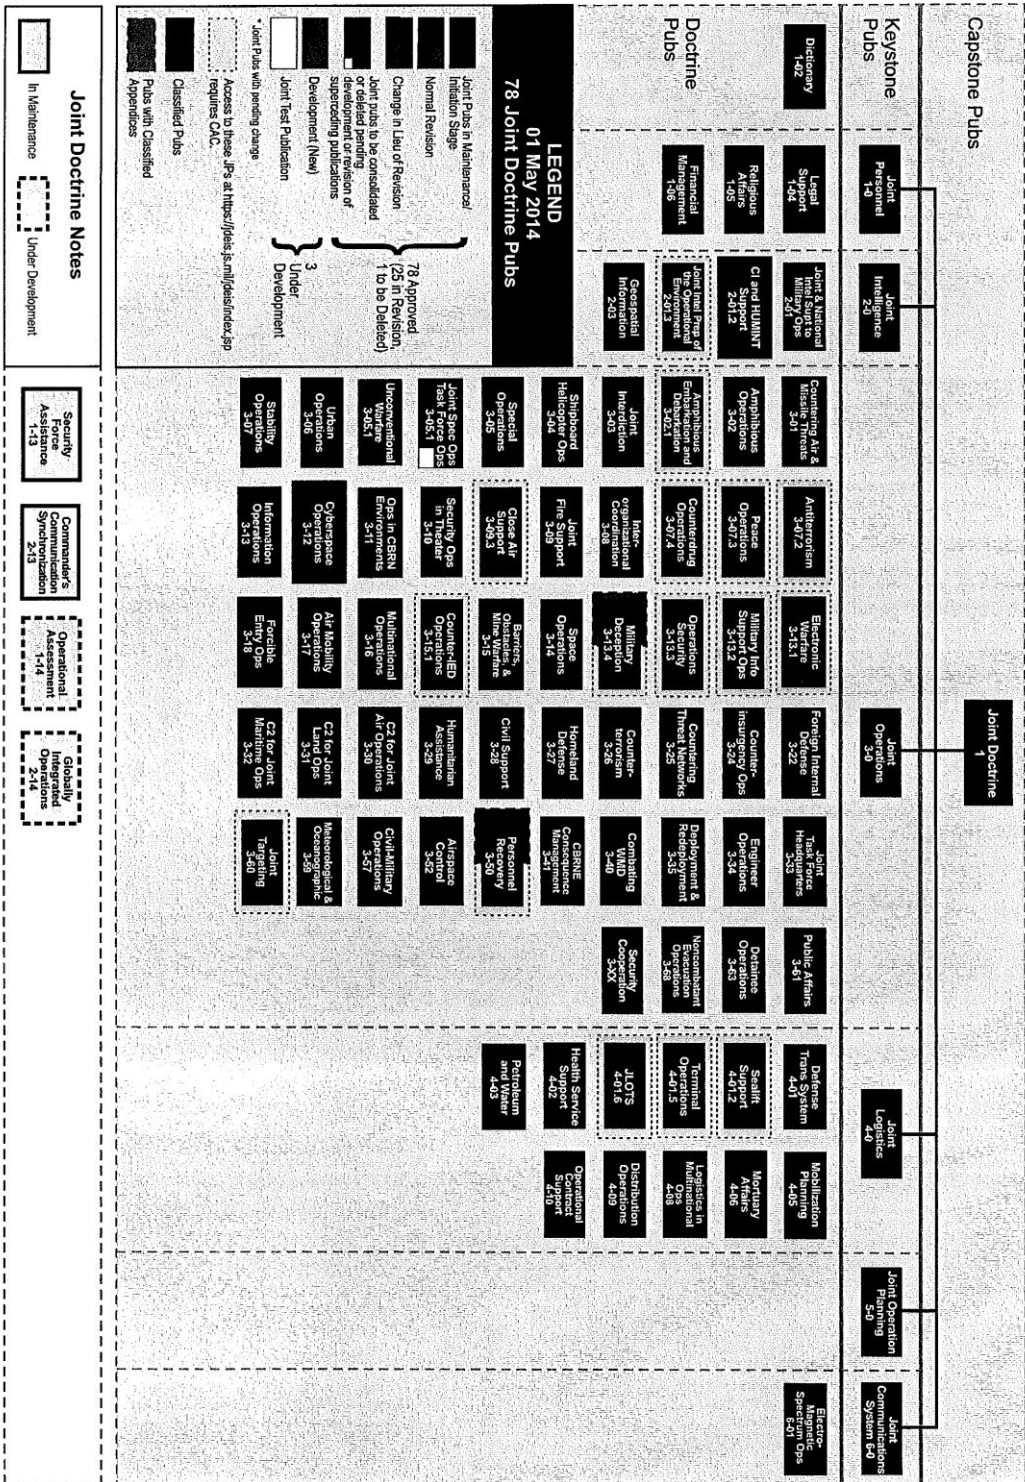 Capstone Pubs
Joint Doctrine
1
Keystone
Pubs
Joint
Personnel
1-0
Joint
Intelligence
2-0
Joint
Operations
3-0
Joint
Logistics
4-0
Joint Operation
Planning
5-0
Joint
Communications
System 6-0
Doctrine
Pubs
Dictionary
1-02
Legal
Support
1-04
Religious
Affairs
1-05
Financial
Management
1-06
Joint & National
Intel Supt to
Military Ops
2-01
CI and HUMINT
Support
2-01.2
Joint Intel Prep of
the Operational
Environment
2-01.3
Geospatial
Information
2-03
Countering Air &
Missile Threats
3-01
Amphibious
Operations
3-02
Amphibious
Embarkation and
Debarkation
3-02.1
Joint
Interdiction
3-03
Shipboard
Helicopter Ops
3-04
Special
Operations
3-05
Joint Spec Ops
Task Force Ops
3-05.1
Unconventional
Warfare
3-05.1
Urban
Operations
3-06
Stability
Operations
3-07
Antiterrorism
3-07.2
Peace
Operations
3-07.3
Counterdrug
Operations
3-07.4
Inter-
organizational
Coordination
3-08
Joint
Fire Support
3-09
Close Air
Support
3-09.3
Security Ops
in Theater
3-10
Ops in CBRN
Environments
3-11
Cyberspace
Operations
3-12
Information
Operations
3-13
Electronic
Warfare
3-13.1
Military Info
Support Ops
3-13.2
Operations
Security
3-13.3
Military
Deception
3-13.4
Space
Operations
3-14
Barriers,
Obstacles, &
Mine Warfare
3-15
Counter-IED
Operations
3-15.1
Multinational
Operations
3-16
Air Mobility
Operations
3-17
Forcible
Entry Ops
3-18
Foreign Internal
Defense
3-22
Counter-
insurgency Ops
3-24
Countering
Threat Networks
3-25
Counter-
terrorism
3-26
Homeland
Defense
3-27
Civil Support
3-28
Humanitarian
Assistance
3-29
C2 for Joint
Air Operations
3-30
C2 for Joint
Land Ops
3-31
C2 for Joint
Maritime Ops
3-32
Joint
Task Force
Headquarters
3-33
Engineer
Operations
3-34
Deployment &
Redeployment
3-35
Combating
WMD
3-40
CBRNE
Consequence
Management
3-41
Personnel
Recovery
3-50
Airspace
Control
3-52
Civil-Military
Operations
3-57
Meteorological &
Oceanographic
3-59
Joint
Targeting
3-60
Public Affairs
3-61
Detainee
Operations
3-63
Noncombatant
Evacuation
Operations
3-68
Security
Cooperation
3-XX
Defense
Trans System
4-01
Sealift
Support
4-01.2
Terminal
Operations
4-01.5
JLOTS
4-01.6
Health Service
Support
4-02
Petroleum
and Water
4-03
Mobilization
Planning
4-05
Mortuary
Affairs
4-06
Logistics in
Multinational
Ops
4-08
Distribution
Operations
4-09
Operational
Contract
Support
4-10
Electro-
Magnetic
Spectrum Ops
6-01
LEGEND
01 May 2014
78 Joint Doctrine Pubs
Joint Pubs in Maintenance/
Initiation Stage
Normal Revision
Change in Lieu of Revision
Joint pubs to be consolidated
or deleted pending
development or revision of
superceding publications
Development (New)
Joint Test Publication
78 Approved
(25 in Revision,
1 to be Deleted)
3
Under
Development
* Joint Pubs with pending change
Access to these JPs at https://jdeis.js.mil/jdeis/index.jsp
requires CAC.
Classified Pubs
Pubs with Classified
Appendices
Joint Doctrine Notes
In Maintenance
Under Development
Security
Force
Assistance
1-13
Commander's
Communication
Synchronization
2-13
Operational
Assessment
1-14
Globally
Integrated
Operations
2-14